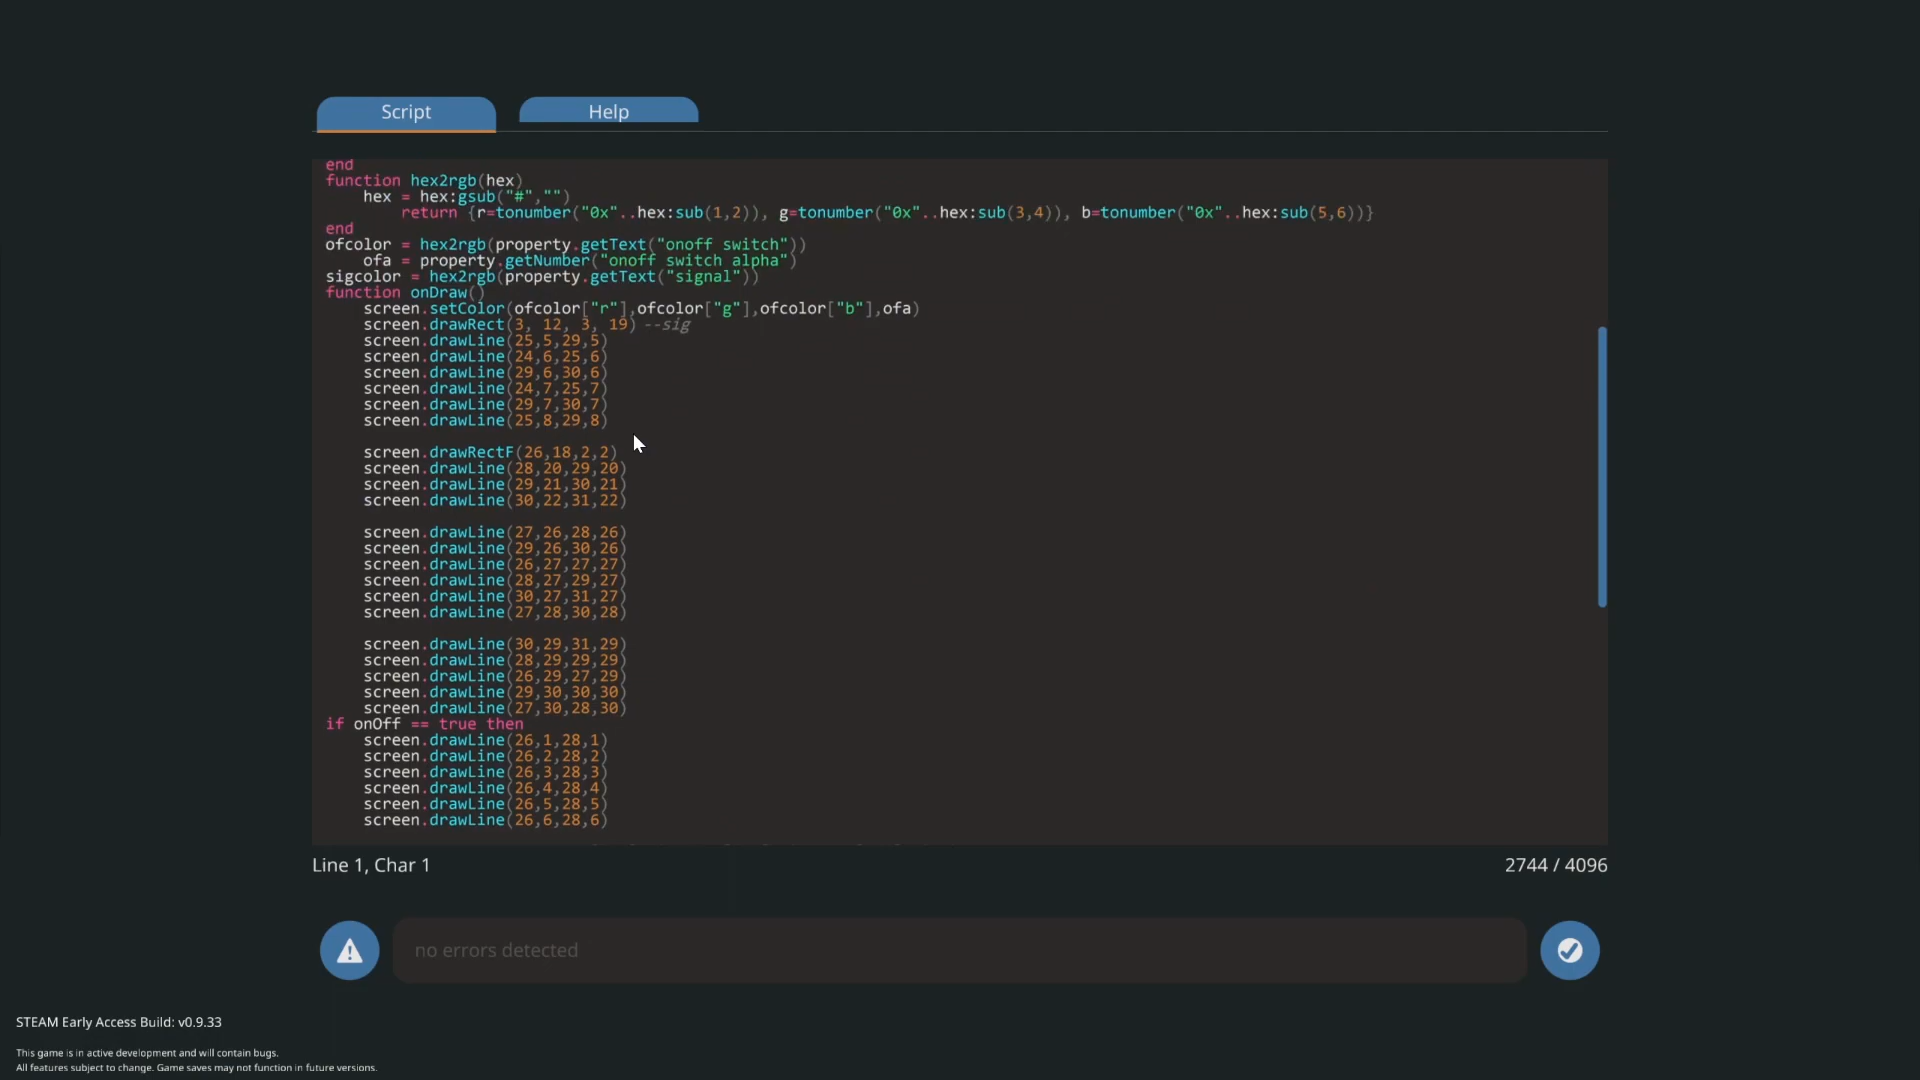 Script
Help
end
function hex2rgb(hex)
hex = hex:gsub("#","")
return {r=tonumber("0x"..hex:sub(1,2)), g=tonumber("0x"..hex:sub(3,4)), b=tonumber("0x"..hex:sub(5,6))}
end
ofcolor = hex2rgb(property.getText("onoff switch"))
ofa = property.getNumber("onoff switch alpha")
sigcolor = hex2rgb(property.getText("signal"))
function onDraw()
screen.setColor(ofcolor["r"],ofcolor["g"],ofcolor["b"],ofa)
screen.drawRect(3, 12, 3, 19) --sig
screen.drawLine(25,5,29,5)
screen.drawLine(24,6,25,6)
screen.drawLine(29,6,30,6)
screen.drawLine(24,7,25,7)
screen.drawLine(29,7,30,7)
screen.drawLine(25,8,29,8)
screen.drawRectF(26,18,2,2)
screen.drawLine(28,20,29,20)
screen.drawLine(29,21,30,21)
screen.drawLine(30,22,31,22)
screen.drawLine(27,26,28,26)
screen.drawLine(29,26,30,26)
screen.drawLine(26,27,27,27)
screen.drawLine(28,27,29,27)
screen.drawLine(30,27,31,27)
screen.drawLine(27,28,30,28)
screen.drawLine(30,29,31,29)
screen.drawLine(28,29,29,29)
screen.drawLine(26,29,27,29)
screen.drawLine(29,30,30,30)
screen.drawLine(27,30,28,30)
if onOff == true then
screen.drawLine(26,1,28,1)
screen.drawLine(26,2,28,2)
screen.drawLine(26,3,28,3)
screen.drawLine(26,4,28,4)
screen.drawLine(26,5,28,5)
screen.drawLine(26,6,28,6)
Line 1, Char 1
2744 / 4096
no errors detected
STEAM Early Access Build: v0.9.33
This game is in active development and will contain bugs.
All features subject to change. Game saves may not function in future versions.